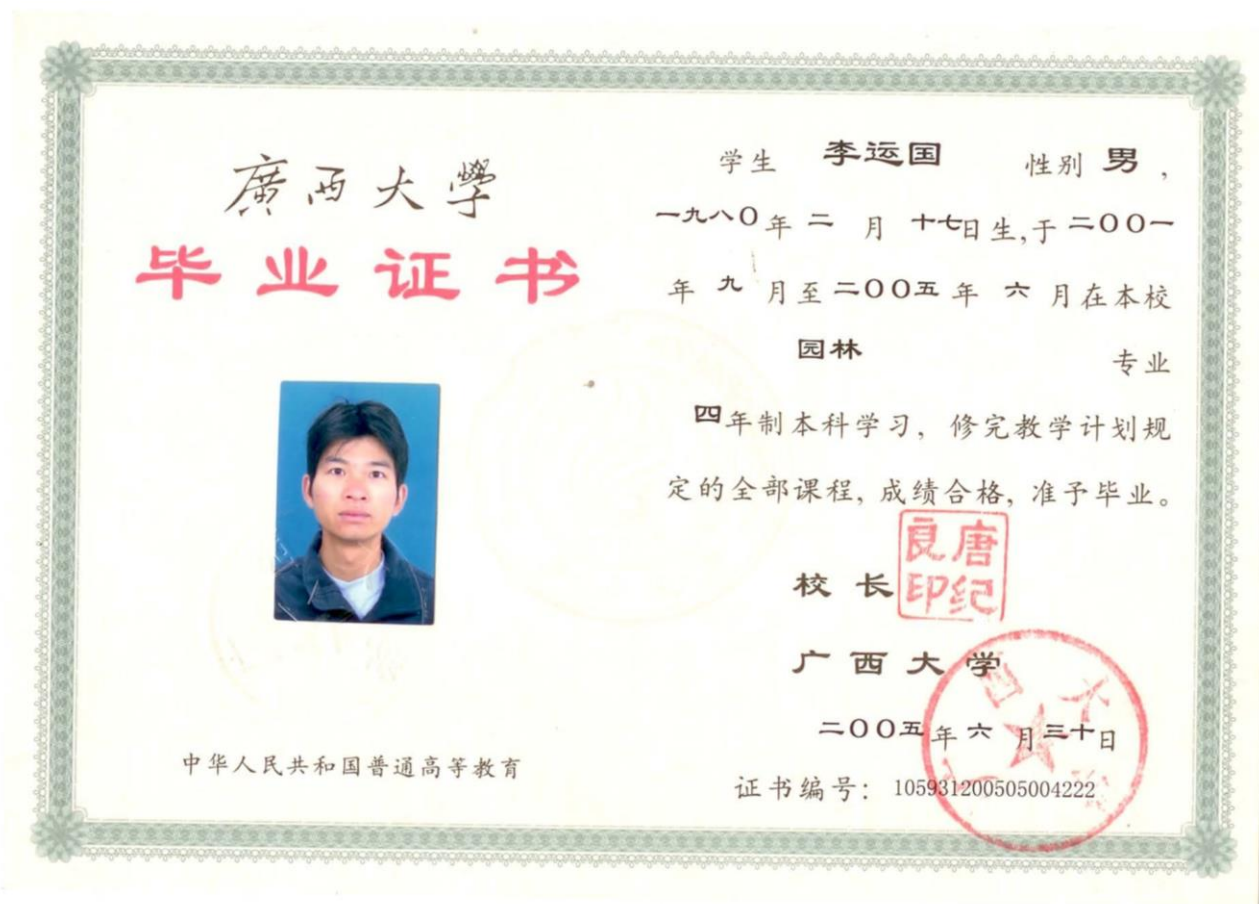 廣西大學
毕业证书
中华人民共和国普通高等教育
学生 李运国 性别 男，
一九八〇年 二 月 十七日生,于 二〇〇一
年 九 月至 二〇〇五 年 六 月在本校
园林 专业
四年制本科学习，修完教学计划规
定的全部课程，成绩合格，准予毕业。
校长
唐纪
良印
广西大学
二〇〇五年 六 月 三十日
证书编号：105931200505004222